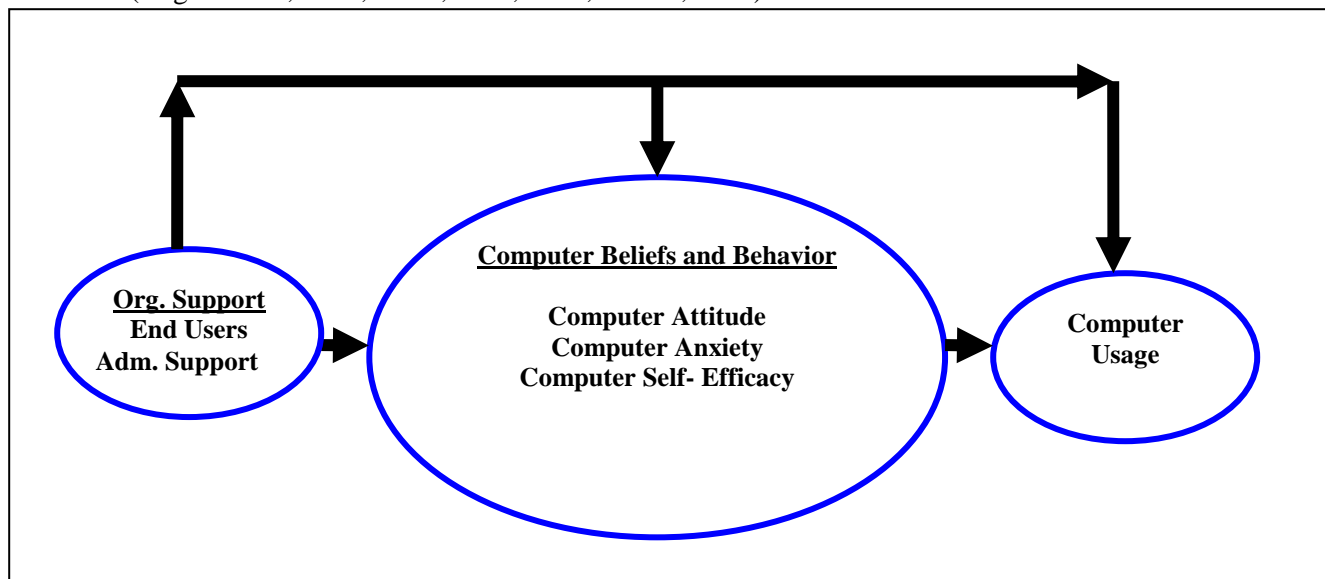 Org. Support
End Users
Adm. Support
Computer Beliefs and Behavior
Computer Attitude
Computer Anxiety
Computer Self- Efficacy
Computer
Usage